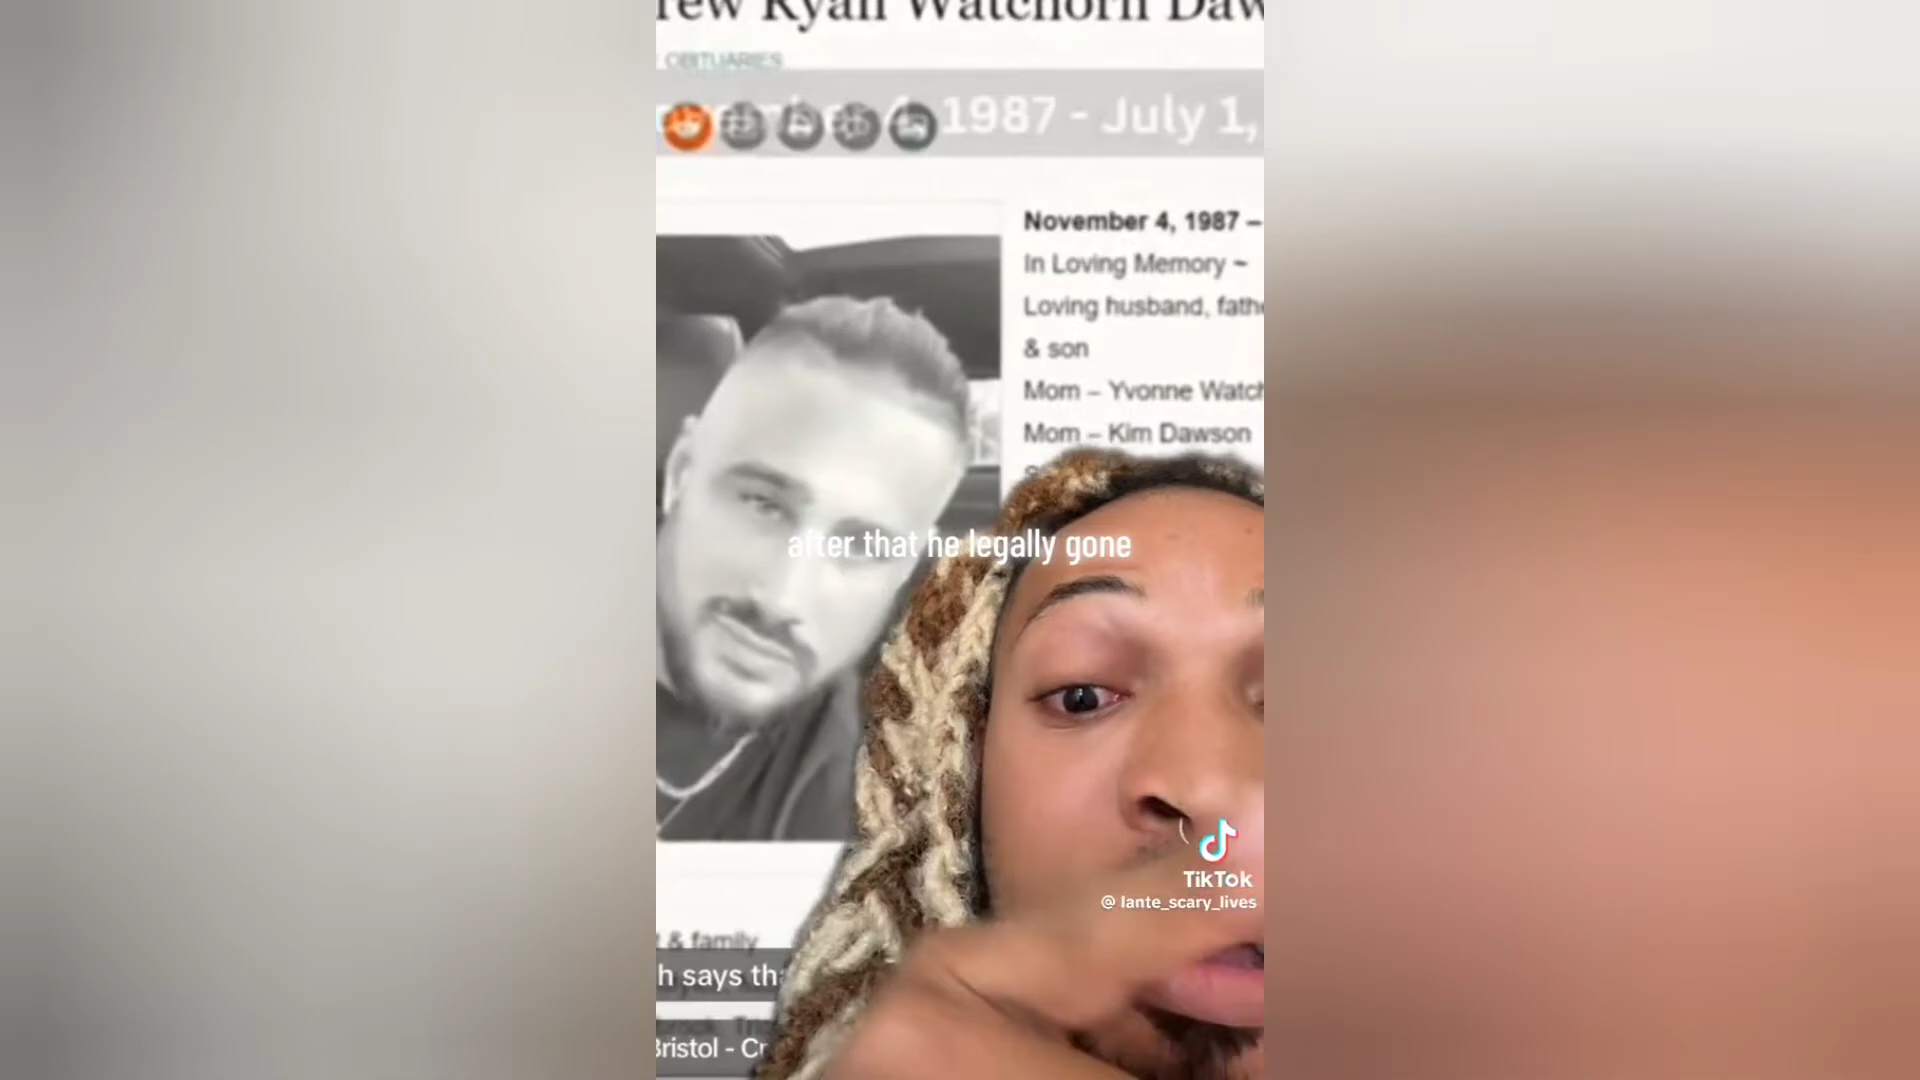 rew Ryan Watchorn Daw
OBITUARIES
1987 - July 1,
November 4, 1987 –
In Loving Memory ~
Loving husband, fath
& son
Mom – Yvonne Watch
Mom – Kim Dawson
after that he legally gone
TikTok
@ lante_scary_lives
& family
h says tha
Bristol - Cr